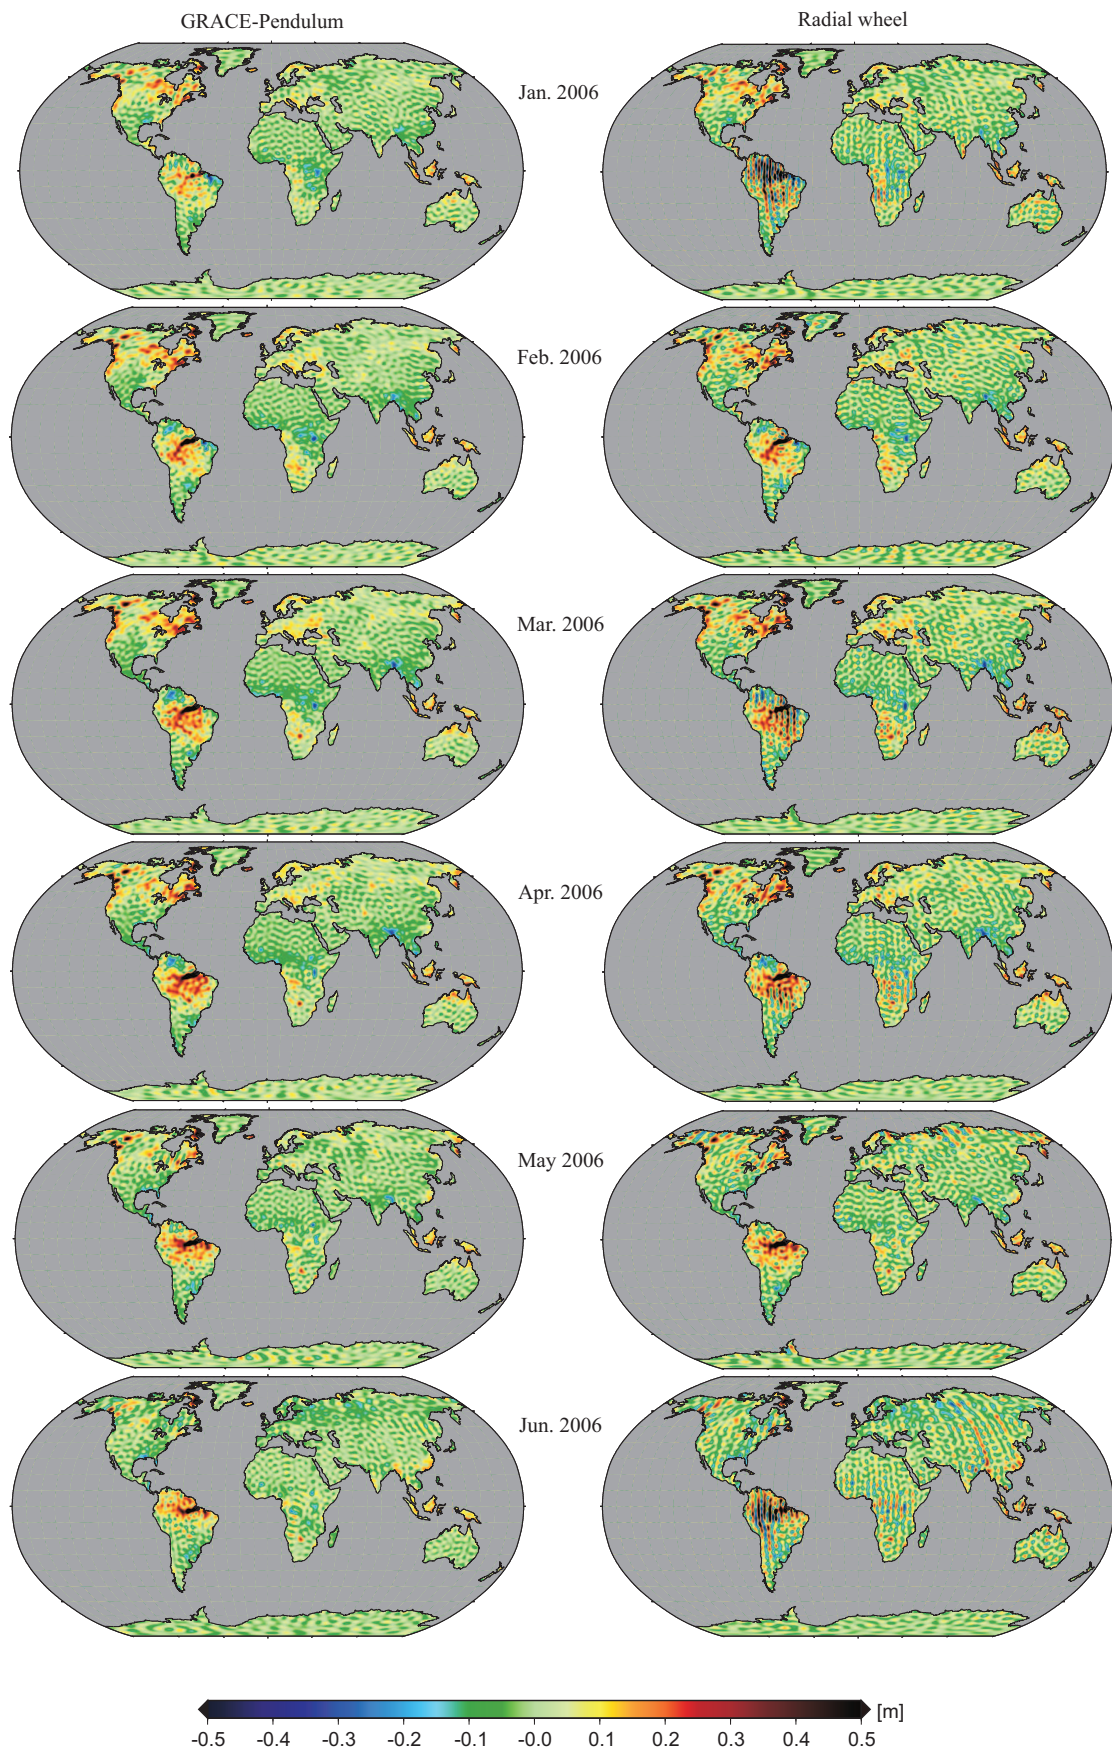 GRACE-Pendulum
Radial wheel
Jan. 2006
Feb. 2006
Mar. 2006
Apr. 2006
May 2006
Jun. 2006
[m]
-0.5 -0.4 -0.3 -0.2 -0.1 -0.0 0.1 0.2 0.3 0.4 0.5